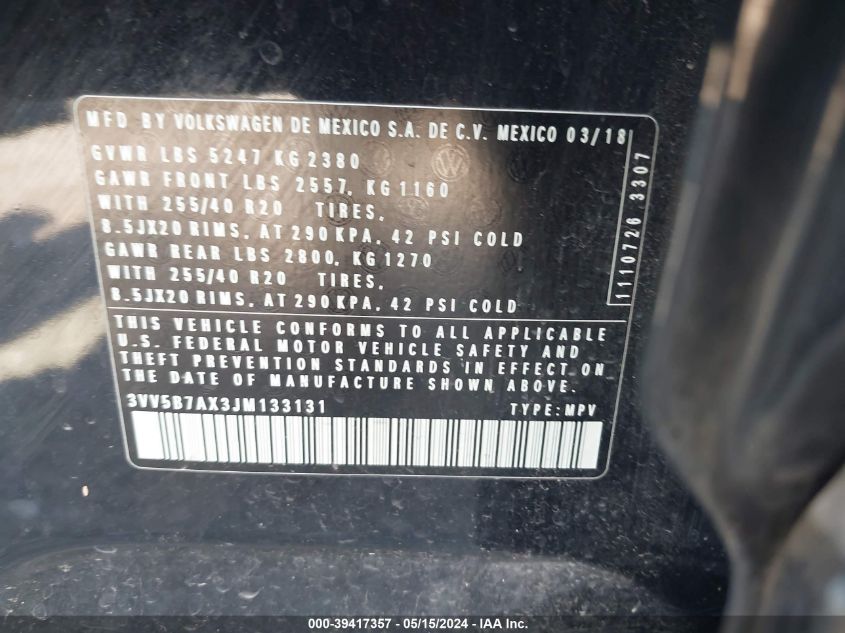 MFD BY VOLKSWAGEN DE MEXICO S.A. DE C.V. MEXICO 03/18
GVWR LBS 5247 KG 2380
GAWR FRONT LBS 2557, KG 1160
WITH 255/40 R20 TIRES,
8.5JX20 RIMS, AT 290 KPA, 42 PSI COLD
GAWR REAR LBS 2800, KG 1270
WITH 255/40 R20 TIRES,
8.5JX20 RIMS, AT 290 KPA, 42 PSI COLD
1110726 3307
THIS VEHICLE CONFORMS TO ALL APPLICABLE
U.S. FEDERAL MOTOR VEHICLE SAFETY AND
THEFT PREVENTION STANDARDS IN EFFECT ON
THE DATE OF MANUFACTURE SHOWN ABOVE.
3VV5B7AX3JM133131 TYPE: MPV
000-39417357 - 05/15/2024 - IAA Inc.